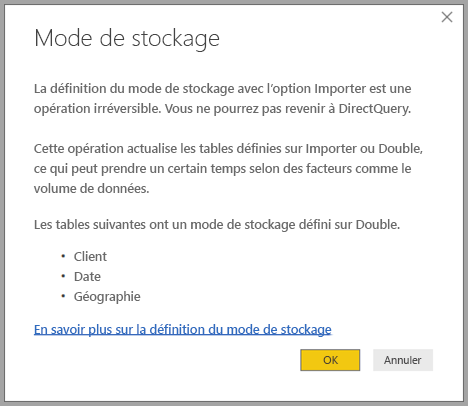 Mode de stockage
La définition du mode de stockage avec l'option Importer est une
opération irréversible. Vous ne pourrez pas revenir à DirectQuery.
Cette opération actualise les tables définies sur Importer ou Double,
ce qui peut prendre un certain temps selon des facteurs comme le
volume de données.
Les tables suivantes ont un mode de stockage défini sur Double.
• Client
• Date
• Géographie
En savoir plus sur la définition du mode de stockage
OK Annuler